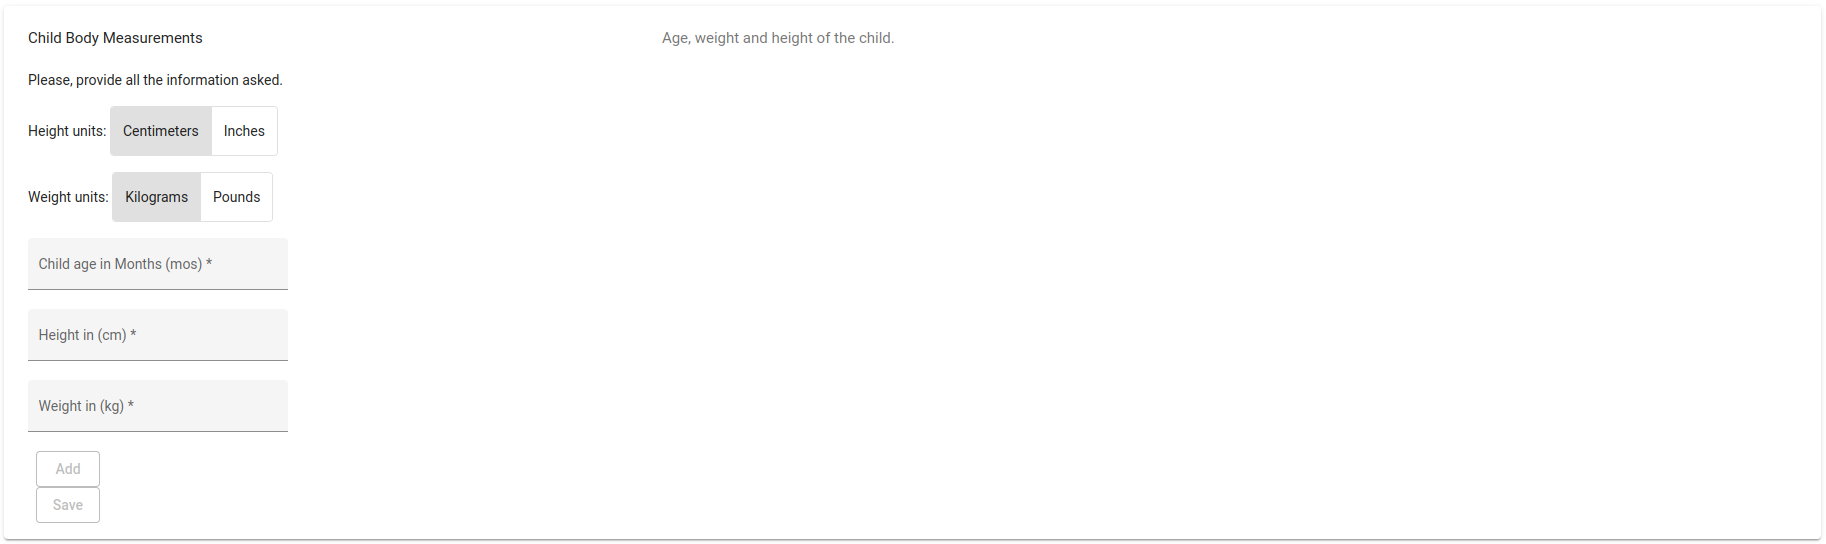 Child Body Measurements Age, weight and height of the child.
Please, provide all the information asked.
Height units: Centimeters Inches
Weight units: Kilograms Pounds
Child age in Months (mos) *
Height in (cm) *
Weight in (kg) *
Add
Save